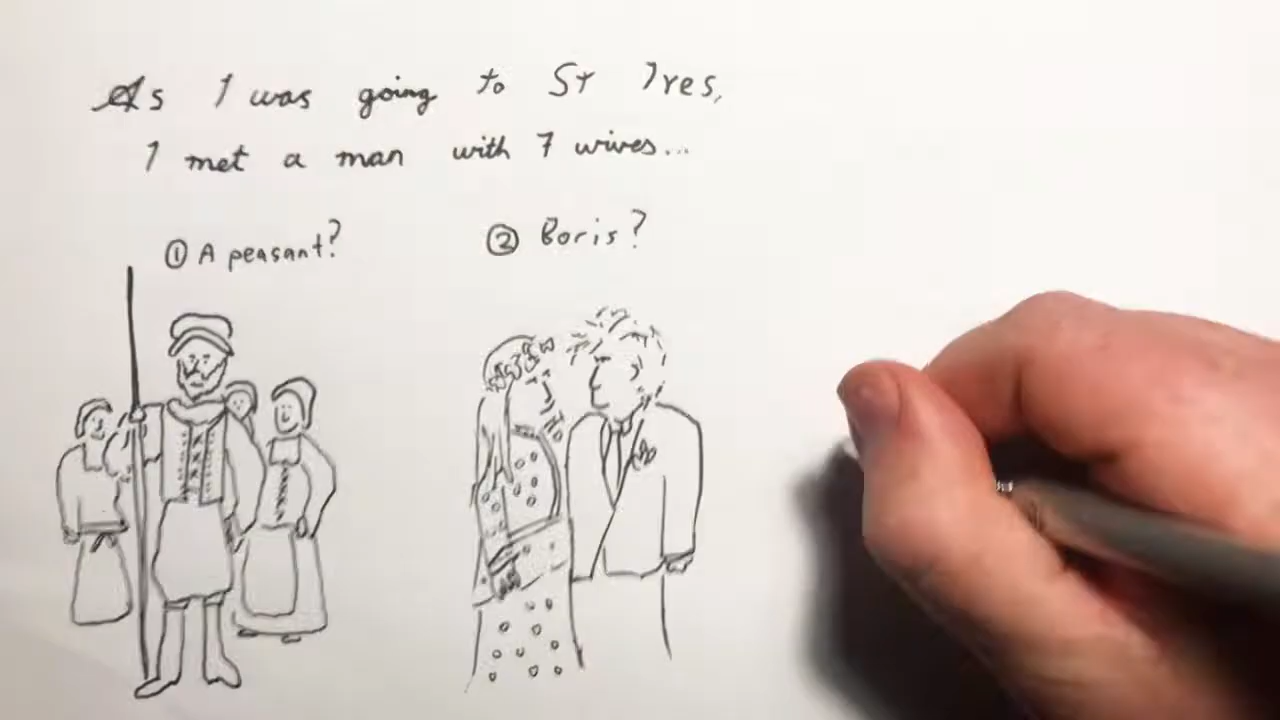 As I was going to St Ives,
I met a man with 7 wives...
① A peasant?
② Boris?